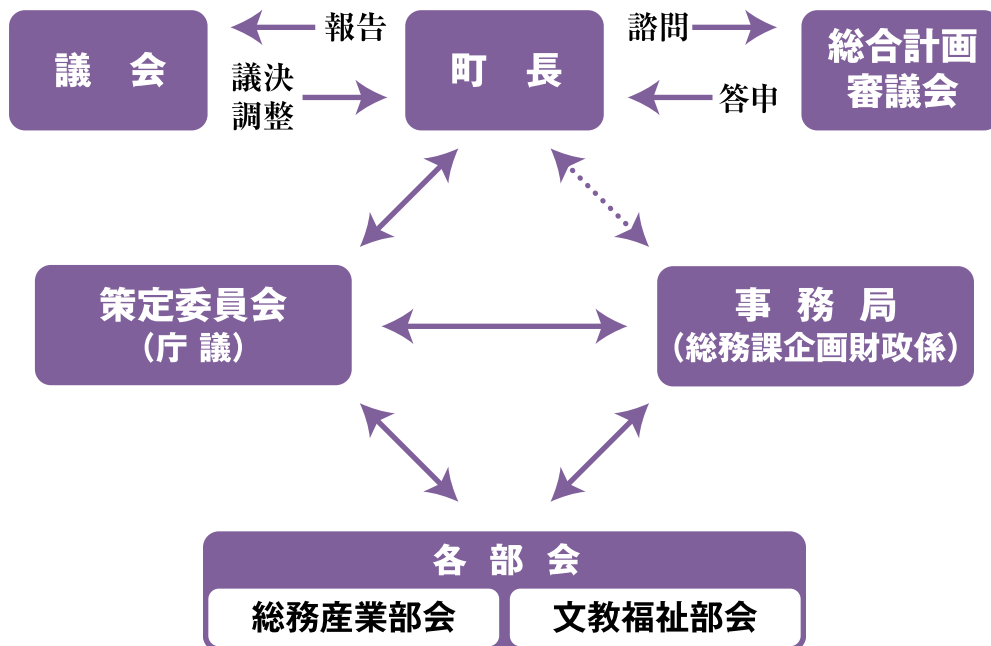 議 会
報告
議決
調整
町 長
諮問
答申
総合計画
審議会
策定委員会
(庁 議)
事 務 局
(総務課企画財政係)
各 部 会
総務産業部会
文教福祉部会